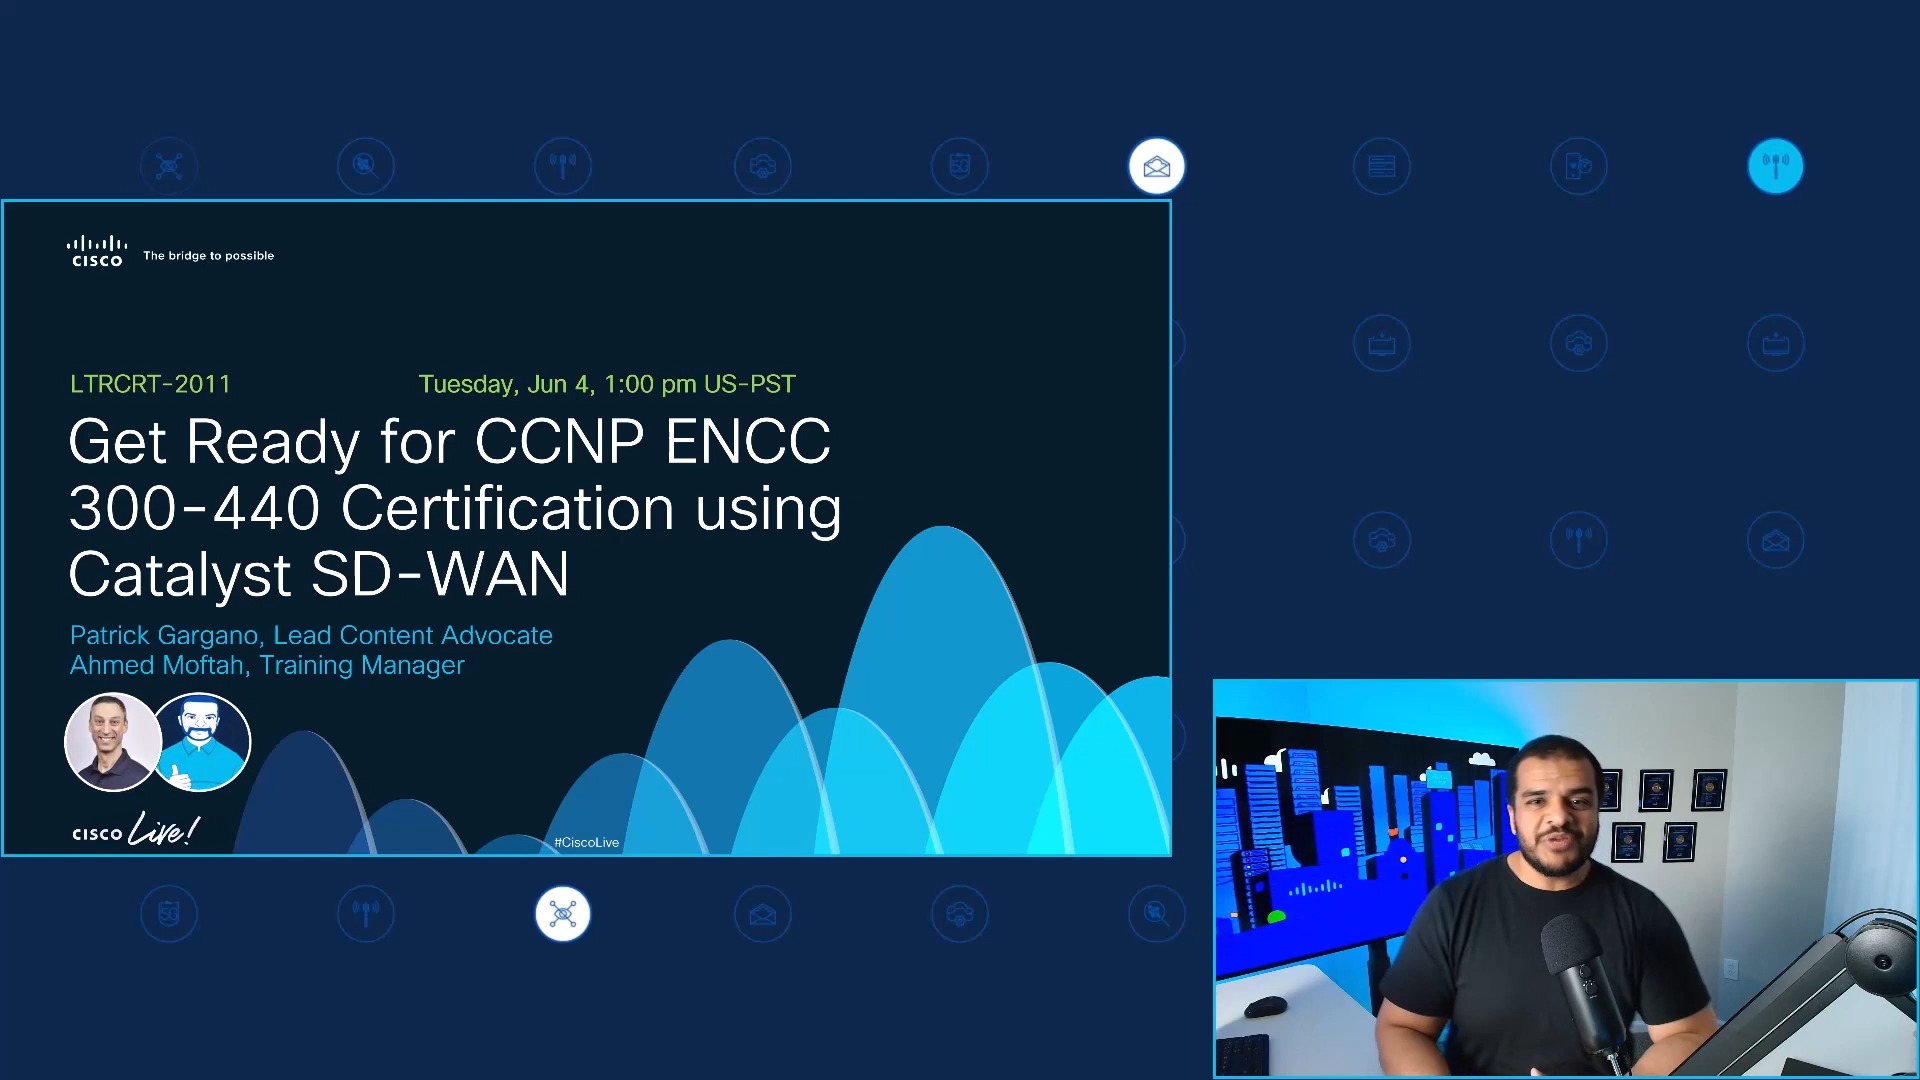 CISCO The bridge to possible
LTRCRT-2011 Tuesday, Jun 4, 1:00 pm US-PST
Get Ready for CCNP ENCC
300-440 Certification using
Catalyst SD-WAN
Patrick Gargano, Lead Content Advocate
Ahmed Moftah, Training Manager
CISCO Live!
#CiscoLive
5G
5G